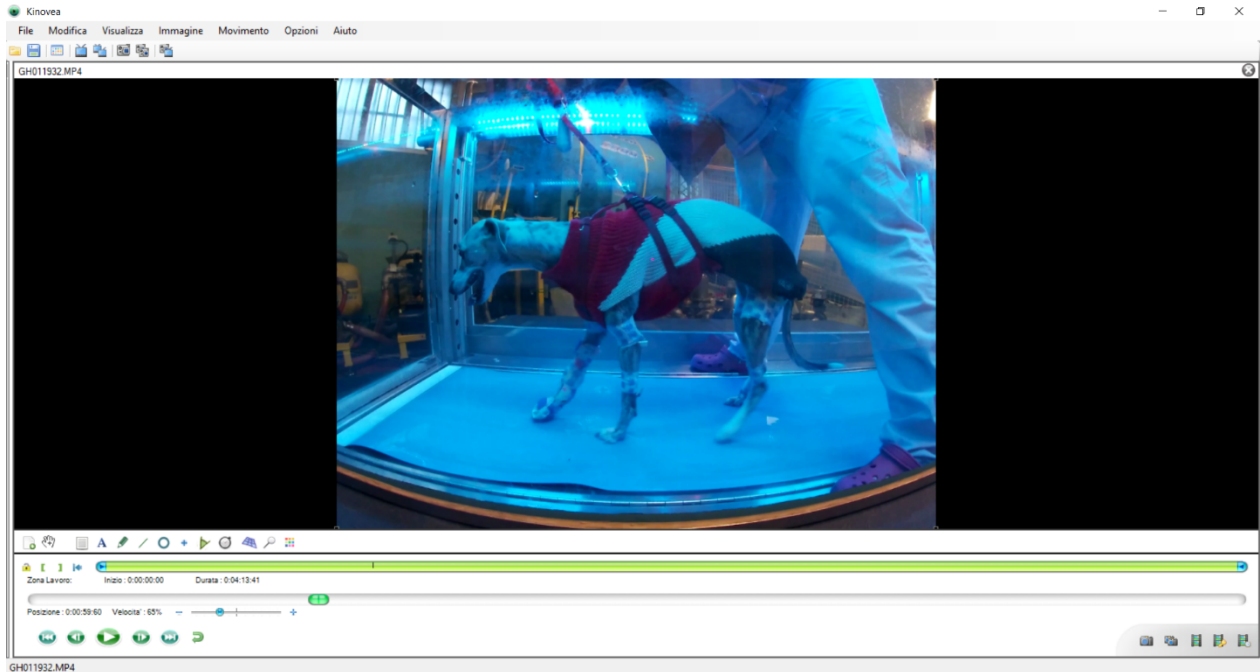 Kinovea
File Modifica Visualizza Immagine Movimento Opzioni Aiuto
GH011932.MP4
A
Zona Lavoro: Inizio : 0:00:00:00 Durata : 0:04:13:41
Posizione : 0:00:59:60 Velocita' : 65%
GH011932.MP4